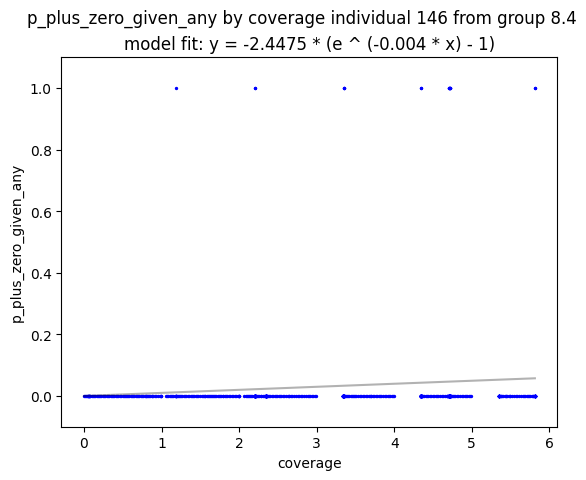 p_plus_zero_given_any by coverage individual 146 from group 8.4
model fit: y = -2.4475 * (e ^ (-0.004 * x) - 1)
1.0
0.8
0.6
0.4
0.2
0.0
p_plus_zero_given_any
0 1 2 3 4 5 6
coverage